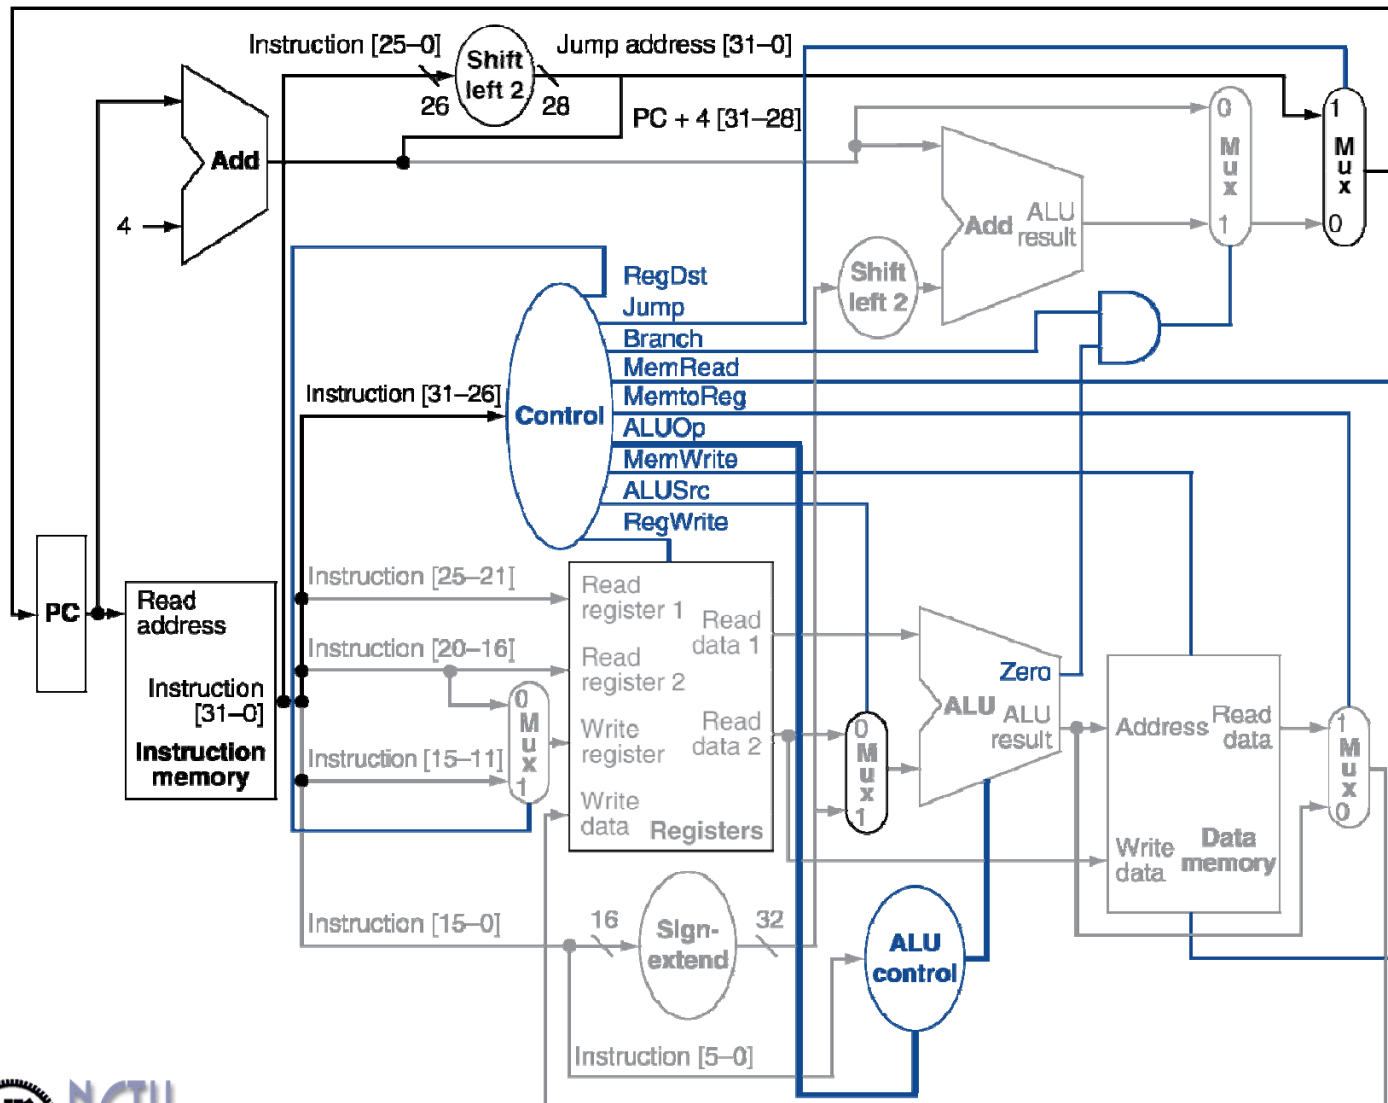 Instruction [25–0]
Shift
left 2
Jump address [31–0]
26
28
PC + 4 [31–28]
Add
4
0
M
u
x
1
1
M
u
x
0
Add
ALU
result
Shift
left 2
RegDst
Jump
Branch
MemRead
MemtoReg
ALUOp
MemWrite
ALUSrc
RegWrite
Instruction [31–26]
Control
PC
Read
address
Instruction
[31–0]
Instruction
memory
Instruction [25–21]
Instruction [20–16]
Instruction [15–11]
0
M
u
x
1
Read
register 1
Read
register 2
Write
register
Write
data
Read
data 1
Read
data 2
Registers
0
M
u
x
1
Zero
ALU
ALU
result
Address
Read
data
Write
data
Data
memory
1
M
u
x
0
Instruction [15–0]
16
Sign-
extend
32
ALU
control
Instruction [5–0]
NCTU